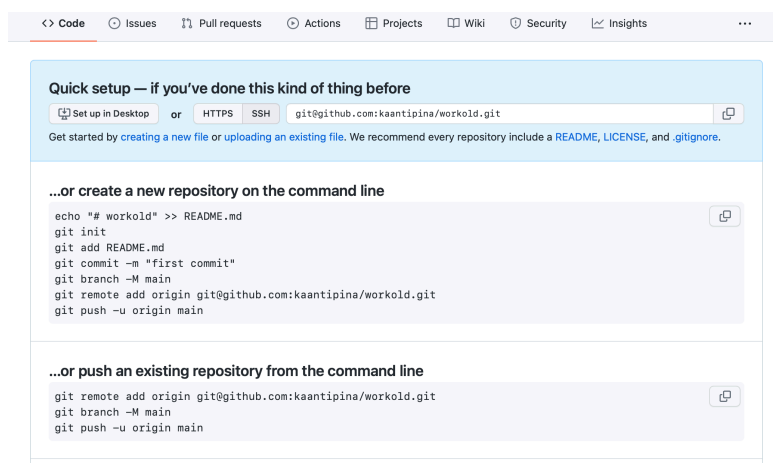 <> Code Issues Pull requests Actions Projects Wiki Security Insights ...
Quick setup — if you’ve done this kind of thing before
Set up in Desktop or HTTPS SSH git@github.com:kaantipina/workold.git
Get started by creating a new file or uploading an existing file. We recommend every repository include a README, LICENSE, and .gitignore.
...or create a new repository on the command line
echo "# workold" >> README.md
git init
git add README.md
git commit -m "first commit"
git branch -M main
git remote add origin git@github.com:kaantipina/workold.git
git push -u origin main
...or push an existing repository from the command line
git remote add origin git@github.com:kaantipina/workold.git
git branch -M main
git push -u origin main